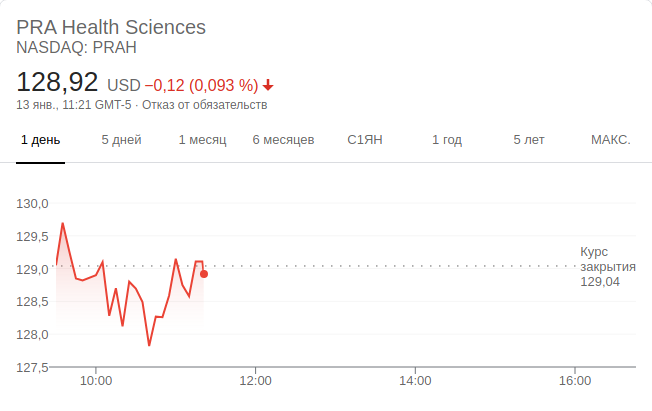 PRA Health Sciences
NASDAQ: PRAH
128,92 USD −0,12 (0,093 %)
13 янв., 11:21 GMT-5 · Отказ от обязательств
1 день 5 дней 1 месяц 6 месяцев С1ЯН 1 год 5 лет МАКС.
130,0
129,5
129,0
128,5
128,0
127,5
Курс
закрытия
129,04
10:00 12:00 14:00 16:00